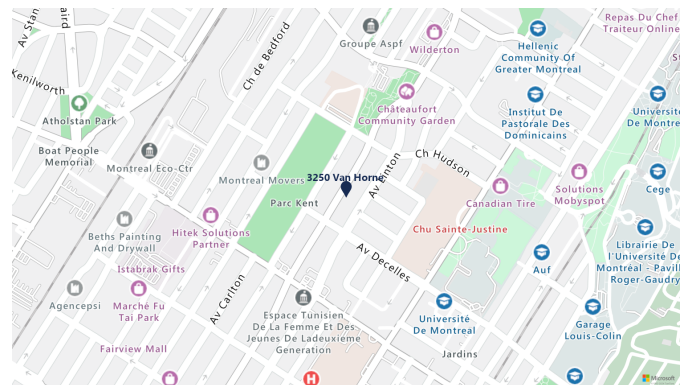 Repas Du Chef
Traiteur Online
Groupe Aspf
Wilderton
Hellenic
Community Of
Greater Montreal
Av Stan
aird
Ch de Bedford
Kenilworth
Atholstan Park
Châteaufort
Community Garden
Institut De
Pastorale Des
Dominicains
Université
De Montreal
Boat People
Memorial
Montreal Eco-Ctr
Montreal Movers
3250 Van Horne
Av Linton
Ch Hudson
Canadian Tire
Solutions
Mobyspot
Cege
Parc Kent
Hitek Solutions
Partner
Beths Painting
And Drywall
Chu Sainte-Justine
Librairie De
l'Université De
Montréal - Pavill
Roger-Gaudry
Istabrak Gifts
Av Decelles
Auf
Agencepsi
Marché Fu
Tai Park
Av Carlton
Espace Tunisien
De La Femme Et Des
Jeunes De Ladeuxieme
Generation
Université
De Montreal
Garage
Louis-Colin
Fairview Mall
Jardins
H
Microsoft